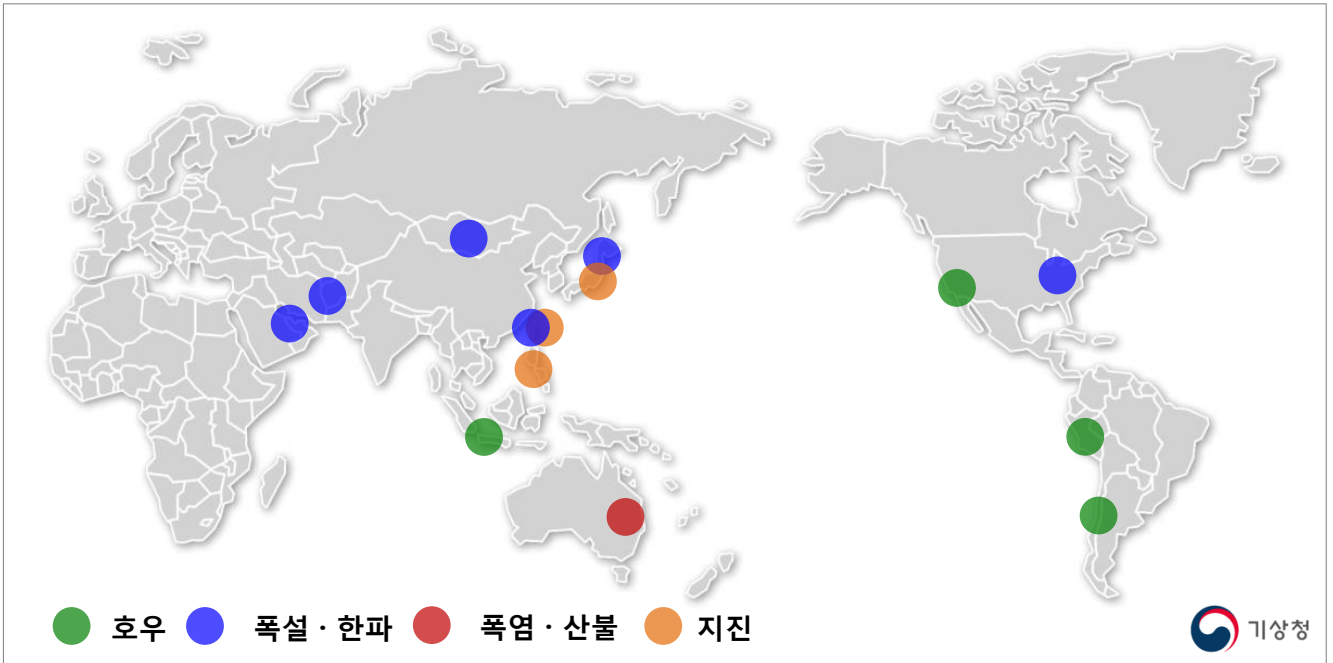 호우 폭설 · 한파 폭염 · 산불 지진 기상청